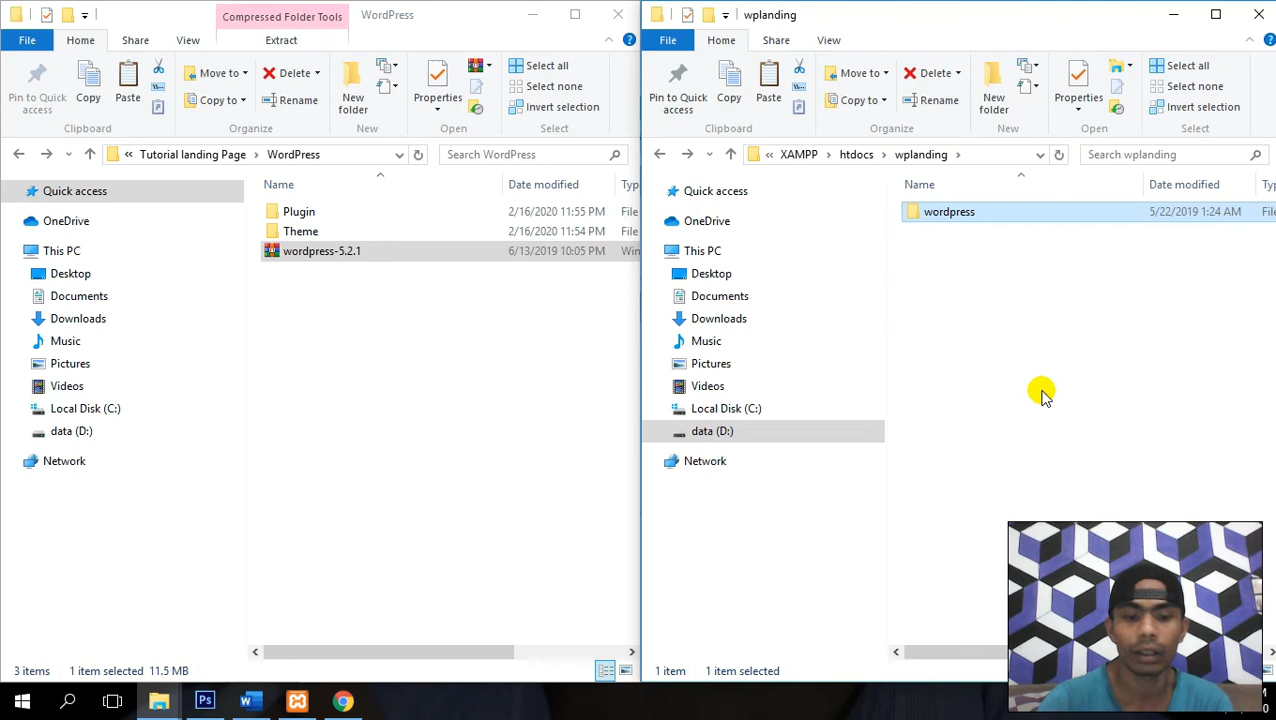 Compressed Folder Tools WordPress
File Home Share View Extract
Pin to Quick access
Copy
Paste
Move to
Copy to
Delete
Rename
New folder
Properties
Select all
Select none
Invert selection
Clipboard Organize New Open Select
« Tutorial landing Page > WordPress
Search WordPress
Quick access
OneDrive
This PC
Desktop
Documents
Downloads
Music
Pictures
Videos
Local Disk (C:)
data (D:)
Network
Name Date modified Typ
Plugin 2/16/2020 11:55 PM File
Theme 2/16/2020 11:54 PM File
wordpress-5.2.1 6/13/2019 10:05 PM Win
3 items 1 item selected 11.5 MB
wplanding
File Home Share View
Pin to Quick access
Copy
Paste
Move to
Copy to
Delete
Rename
New folder
Properties
Select all
Select none
Invert selection
Clipboard Organize New Open Select
« XAMPP > htdocs > wplanding >
Search wplanding
Quick access
OneDrive
This PC
Desktop
Documents
Downloads
Music
Pictures
Videos
Local Disk (C:)
data (D:)
Network
Name Date modified Type
wordpress 5/22/2019 1:24 AM File
1 item 1 item selected